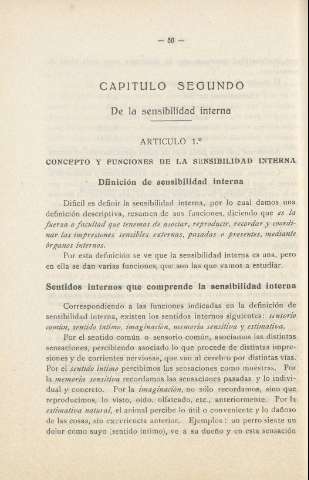 — 50 —
CAPITULO SEGUNDO
De la sensibilidad interna
ARTICULO 1.º
CONCEPTO Y FUNCIONES DE LA SENSIBILIDAD INTERNA
Dfinición de sensibilidad interna
Difícil es definir la sensibilidad interna, por lo cual damos una
definición descriptiva, resumen de sus funciones, diciendo que es la
fuerza o facultad que tenemos de asociar, reproducir, recordar y coordi-
nar las impresiones sensibles externas, pasadas o presentes, mediante
órganos internos.
Por esta definición se ve que la sensibilidad interna es una, pero
en ella se dan varias funciones, que son las que vamos a estudiar.
Sentidos internos que comprende la sensibilidad interna
Correspondiendo a las funciones indicadas en la definición de
sensibilidad interna, existen los sentidos internos siguientes: sentorio
común, sentido íntimo, imaginación, memoria sensitiva y estimativa.
Por el sentido común o sensorio común, asociamos las distintas
sensaciones, percibiendo asociado lo que procede de distintas impre-
siones y de corrientes nerviosas, que van al cerebro por distintas vías.
Por el sentido íntimo percibimos las sensaciones como nuestras. Por
la memoria sensitiva recordamos las sensaciones pasadas y lo indivi-
dual y concreto. Por la imaginación, no sólo recordamos, sino que
reproducimos, lo visto, oído, olfateado, etc., anteriormente. Por la
estimativa natural, el animal percibe lo útil o conveniente y lo dañoso
de las cosas, sin experiencia anterior. Ejemplos: un perro siente un
dolor como suyo (sentido íntimo), ve a su dueño y en esta sensación